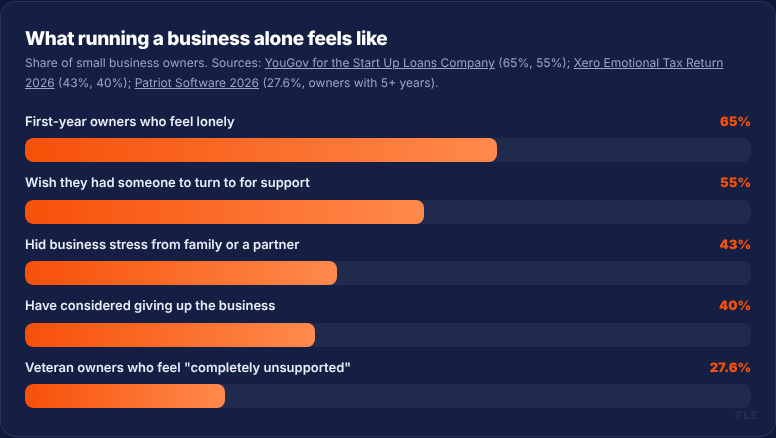 What running a business alone feels like
Share of small business owners. Sources: YouGov for the Start Up Loans Company (65%, 55%); Xero Emotional Tax Return
2026 (43%, 40%); Patriot Software 2026 (27.6%, owners with 5+ years).
First-year owners who feel lonely 65%
Wish they had someone to turn to for support 55%
Hid business stress from family or a partner 43%
Have considered giving up the business 40%
Veteran owners who feel "completely unsupported" 27.6%
TLE